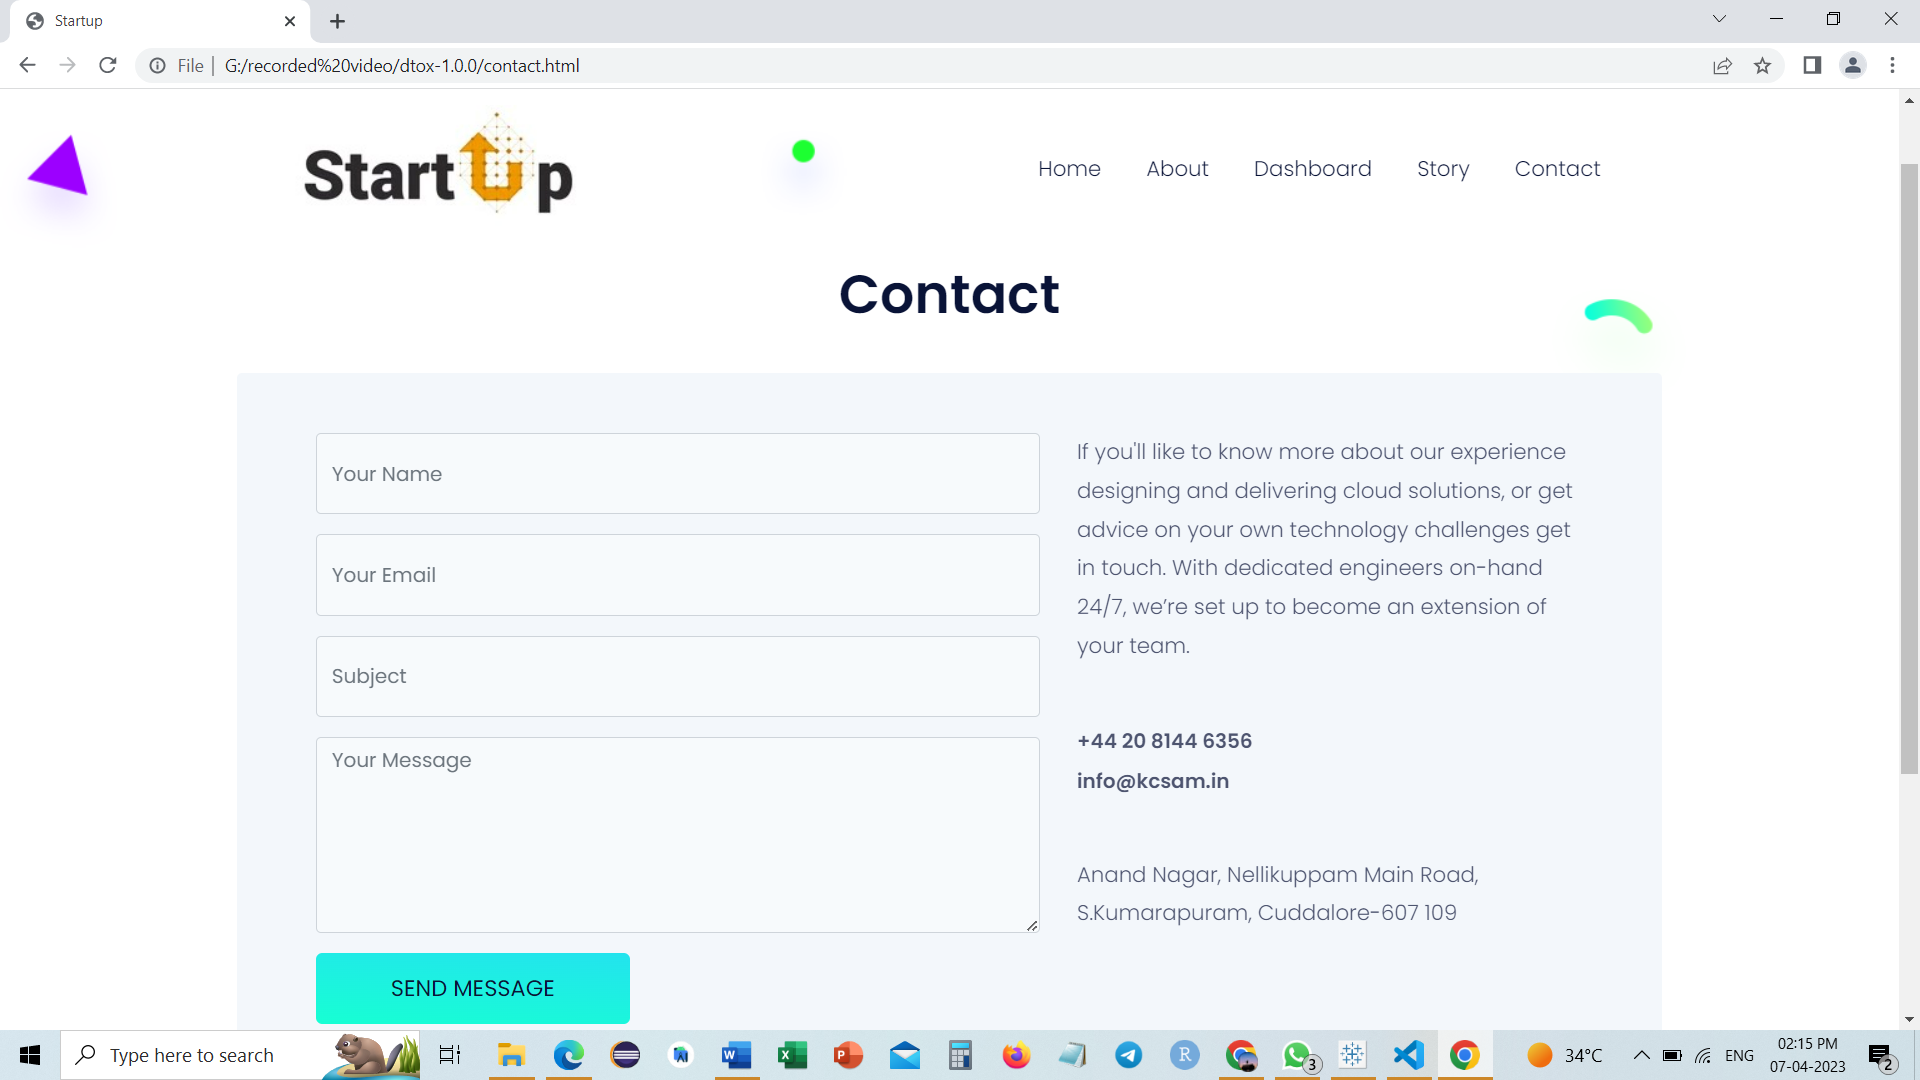 Startup
File
G:/recorded%20video/dtox-1.0.0/contact.html
StartUp
Home
About
Dashboard
Story
Contact
Contact
Your Name
Your Email
Subject
Your Message
SEND MESSAGE
If you'll like to know more about our experience
designing and delivering cloud solutions, or get
advice on your own technology challenges get
in touch. With dedicated engineers on-hand
24/7, we’re set up to become an extension of
your team.
+44 20 8144 6356
info@kcsam.in
Anand Nagar, Nellikuppam Main Road,
S.Kumarapuram, Cuddalore-607 109
Type here to search
W
X
P
R
3
34°C
ENG
02:15 PM
07-04-2023
2